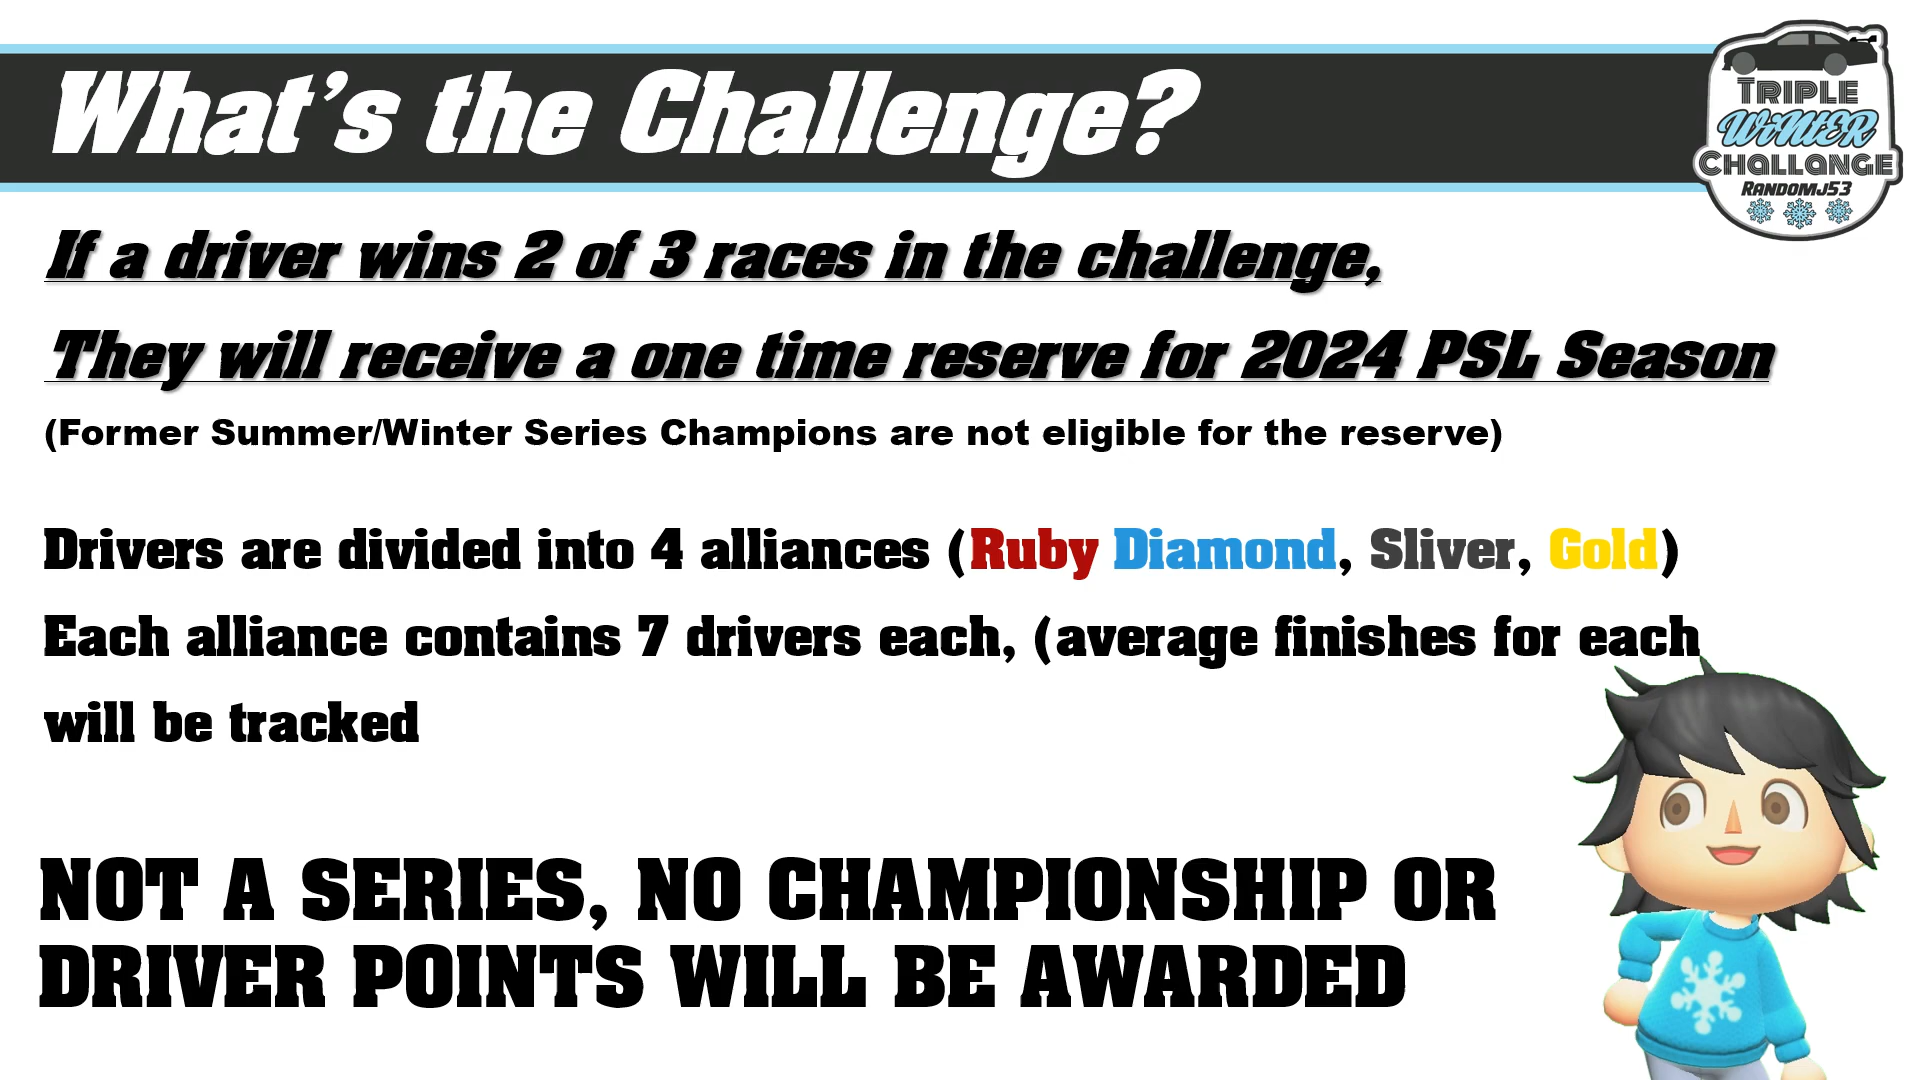 What's the Challenge?
TRIPLE
WiNtER
CHALLANGE
RANDOMJ53
If a driver wins 2 of 3 races in the challenge,
They will receive a one time reserve for 2024 PSL Season
(Former Summer/Winter Series Champions are not eligible for the reserve)
Drivers are divided into 4 alliances (Ruby Diamond, Sliver, Gold)
Each alliance contains 7 drivers each, (average finishes for each
will be tracked
NOT A SERIES, NO CHAMPIONSHIP OR
DRIVER POINTS WILL BE AWARDED